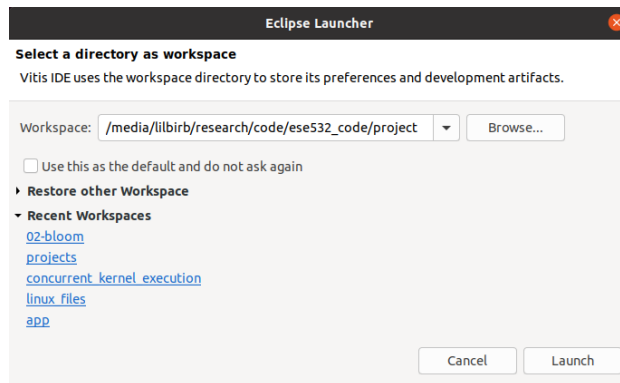 Eclipse Launcher
Select a directory as workspace
Vitis IDE uses the workspace directory to store its preferences and development artifacts.
Workspace: /media/lilbirb/research/code/ese532_code/project Browse...
Use this as the default and do not ask again
Restore other Workspace
Recent Workspaces
02-bloom
projects
concurrent_kernel_execution
linux_files
app
Cancel Launch